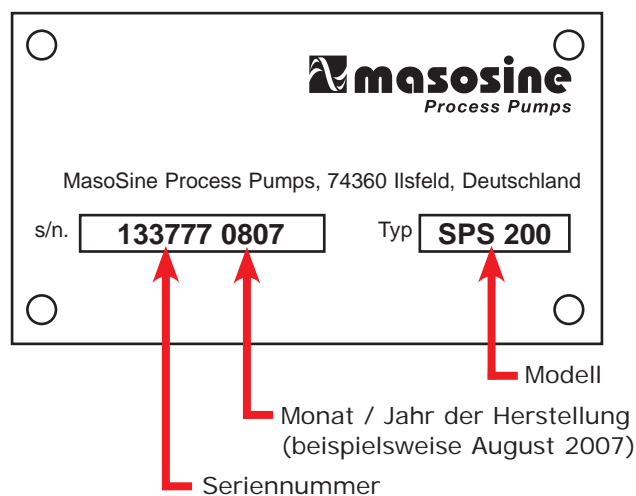 masosine
Process Pumps
MasoSine Process Pumps, 74360 Ilsfeld, Deutschland
s/n. 133777 0807 Typ SPS 200
Modell
Monat / Jahr der Herstellung
(beispielsweise August 2007)
Seriennummer